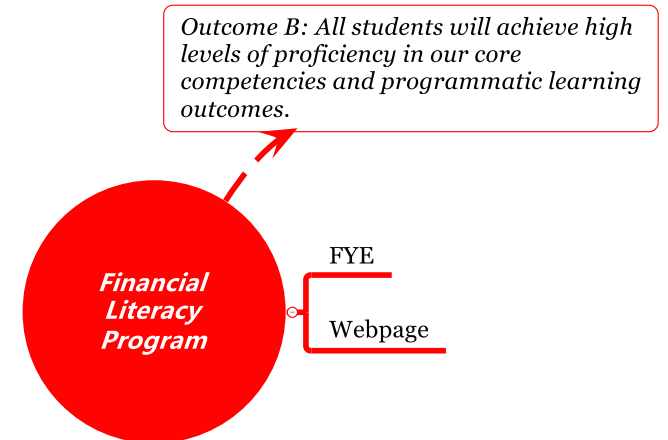 Outcome B: All students will achieve high
levels of proficiency in our core
competencies and programmatic learning
outcomes.
Financial
Literacy
Program
FYE
Webpage